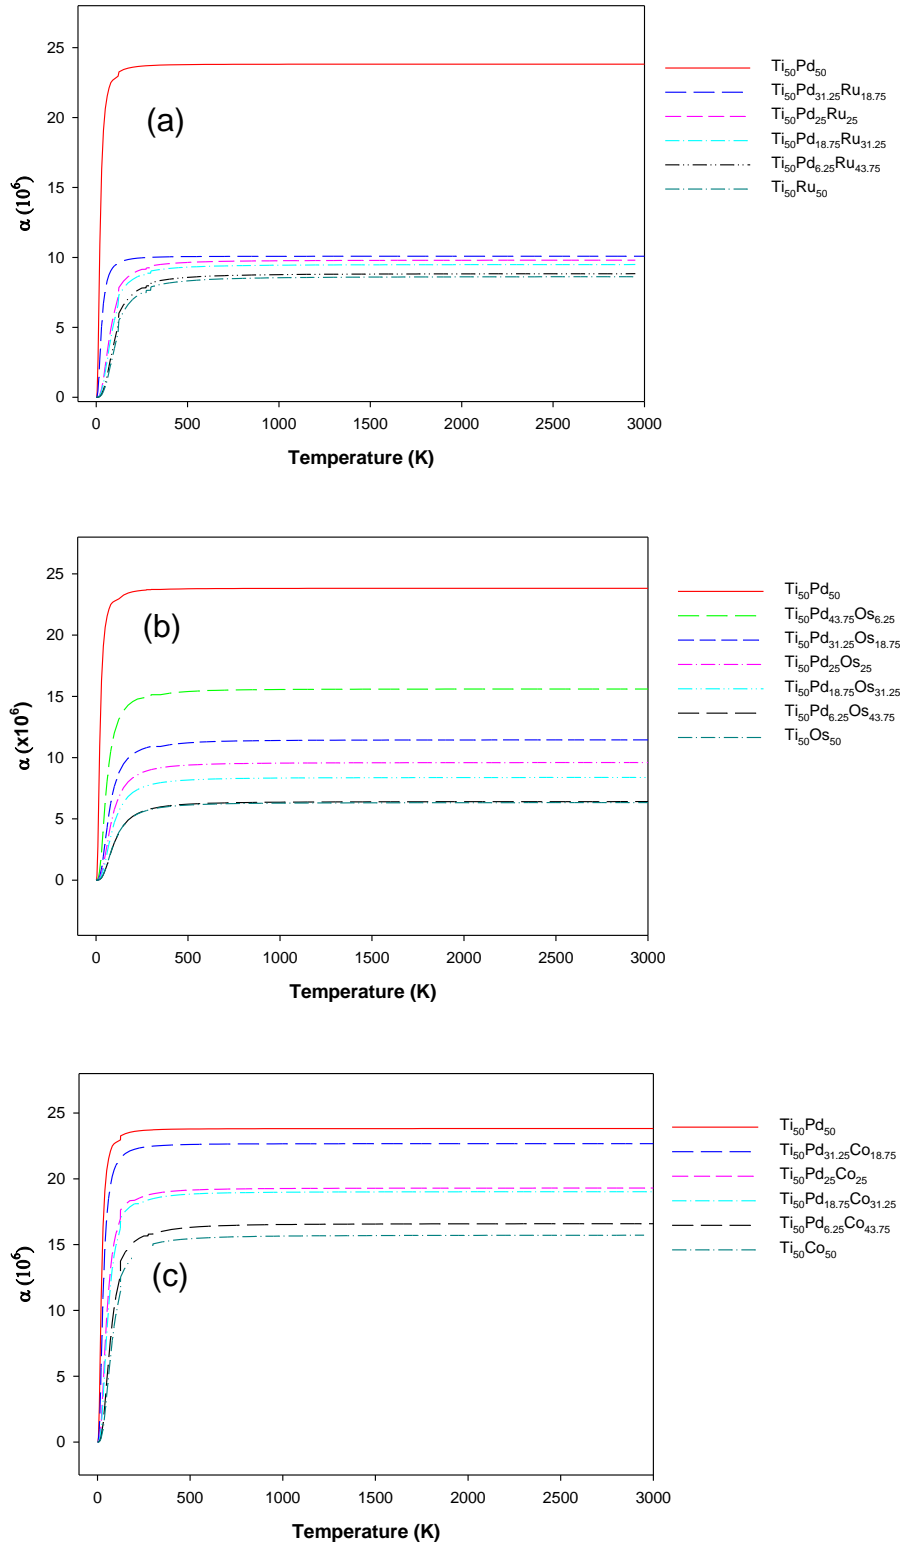 25
20
15
10
5
0
α (10⁶)
(a)
0 500 1000 1500 2000 2500 3000
Temperature (K)
Ti₅₀Pd₅₀
Ti₅₀Pd₃₁.₂₅Ru₁₈.₇₅
Ti₅₀Pd₂₅Ru₂₅
Ti₅₀Pd₁₈.₇₅Ru₃₁.₂₅
Ti₅₀Pd₆.₂₅Ru₄₃.₇₅
Ti₅₀Ru₅₀
25
20
15
10
5
0
α (x10⁶)
(b)
0 500 1000 1500 2000 2500 3000
Temperature (K)
Ti₅₀Pd₅₀
Ti₅₀Pd₄₃.₇₅Os₆.₂₅
Ti₅₀Pd₃₁.₂₅Os₁₈.₇₅
Ti₅₀Pd₂₅Os₂₅
Ti₅₀Pd₁₈.₇₅Os₃₁.₂₅
Ti₅₀Pd₆.₂₅Os₄₃.₇₅
Ti₅₀Os₅₀
25
20
15
10
5
0
α (10⁶)
(c)
0 500 1000 1500 2000 2500 3000
Temperature (K)
Ti₅₀Pd₅₀
Ti₅₀Pd₃₁.₂₅Co₁₈.₇₅
Ti₅₀Pd₂₅Co₂₅
Ti₅₀Pd₁₈.₇₅Co₃₁.₂₅
Ti₅₀Pd₆.₂₅Co₄₃.₇₅
Ti₅₀Co₅₀